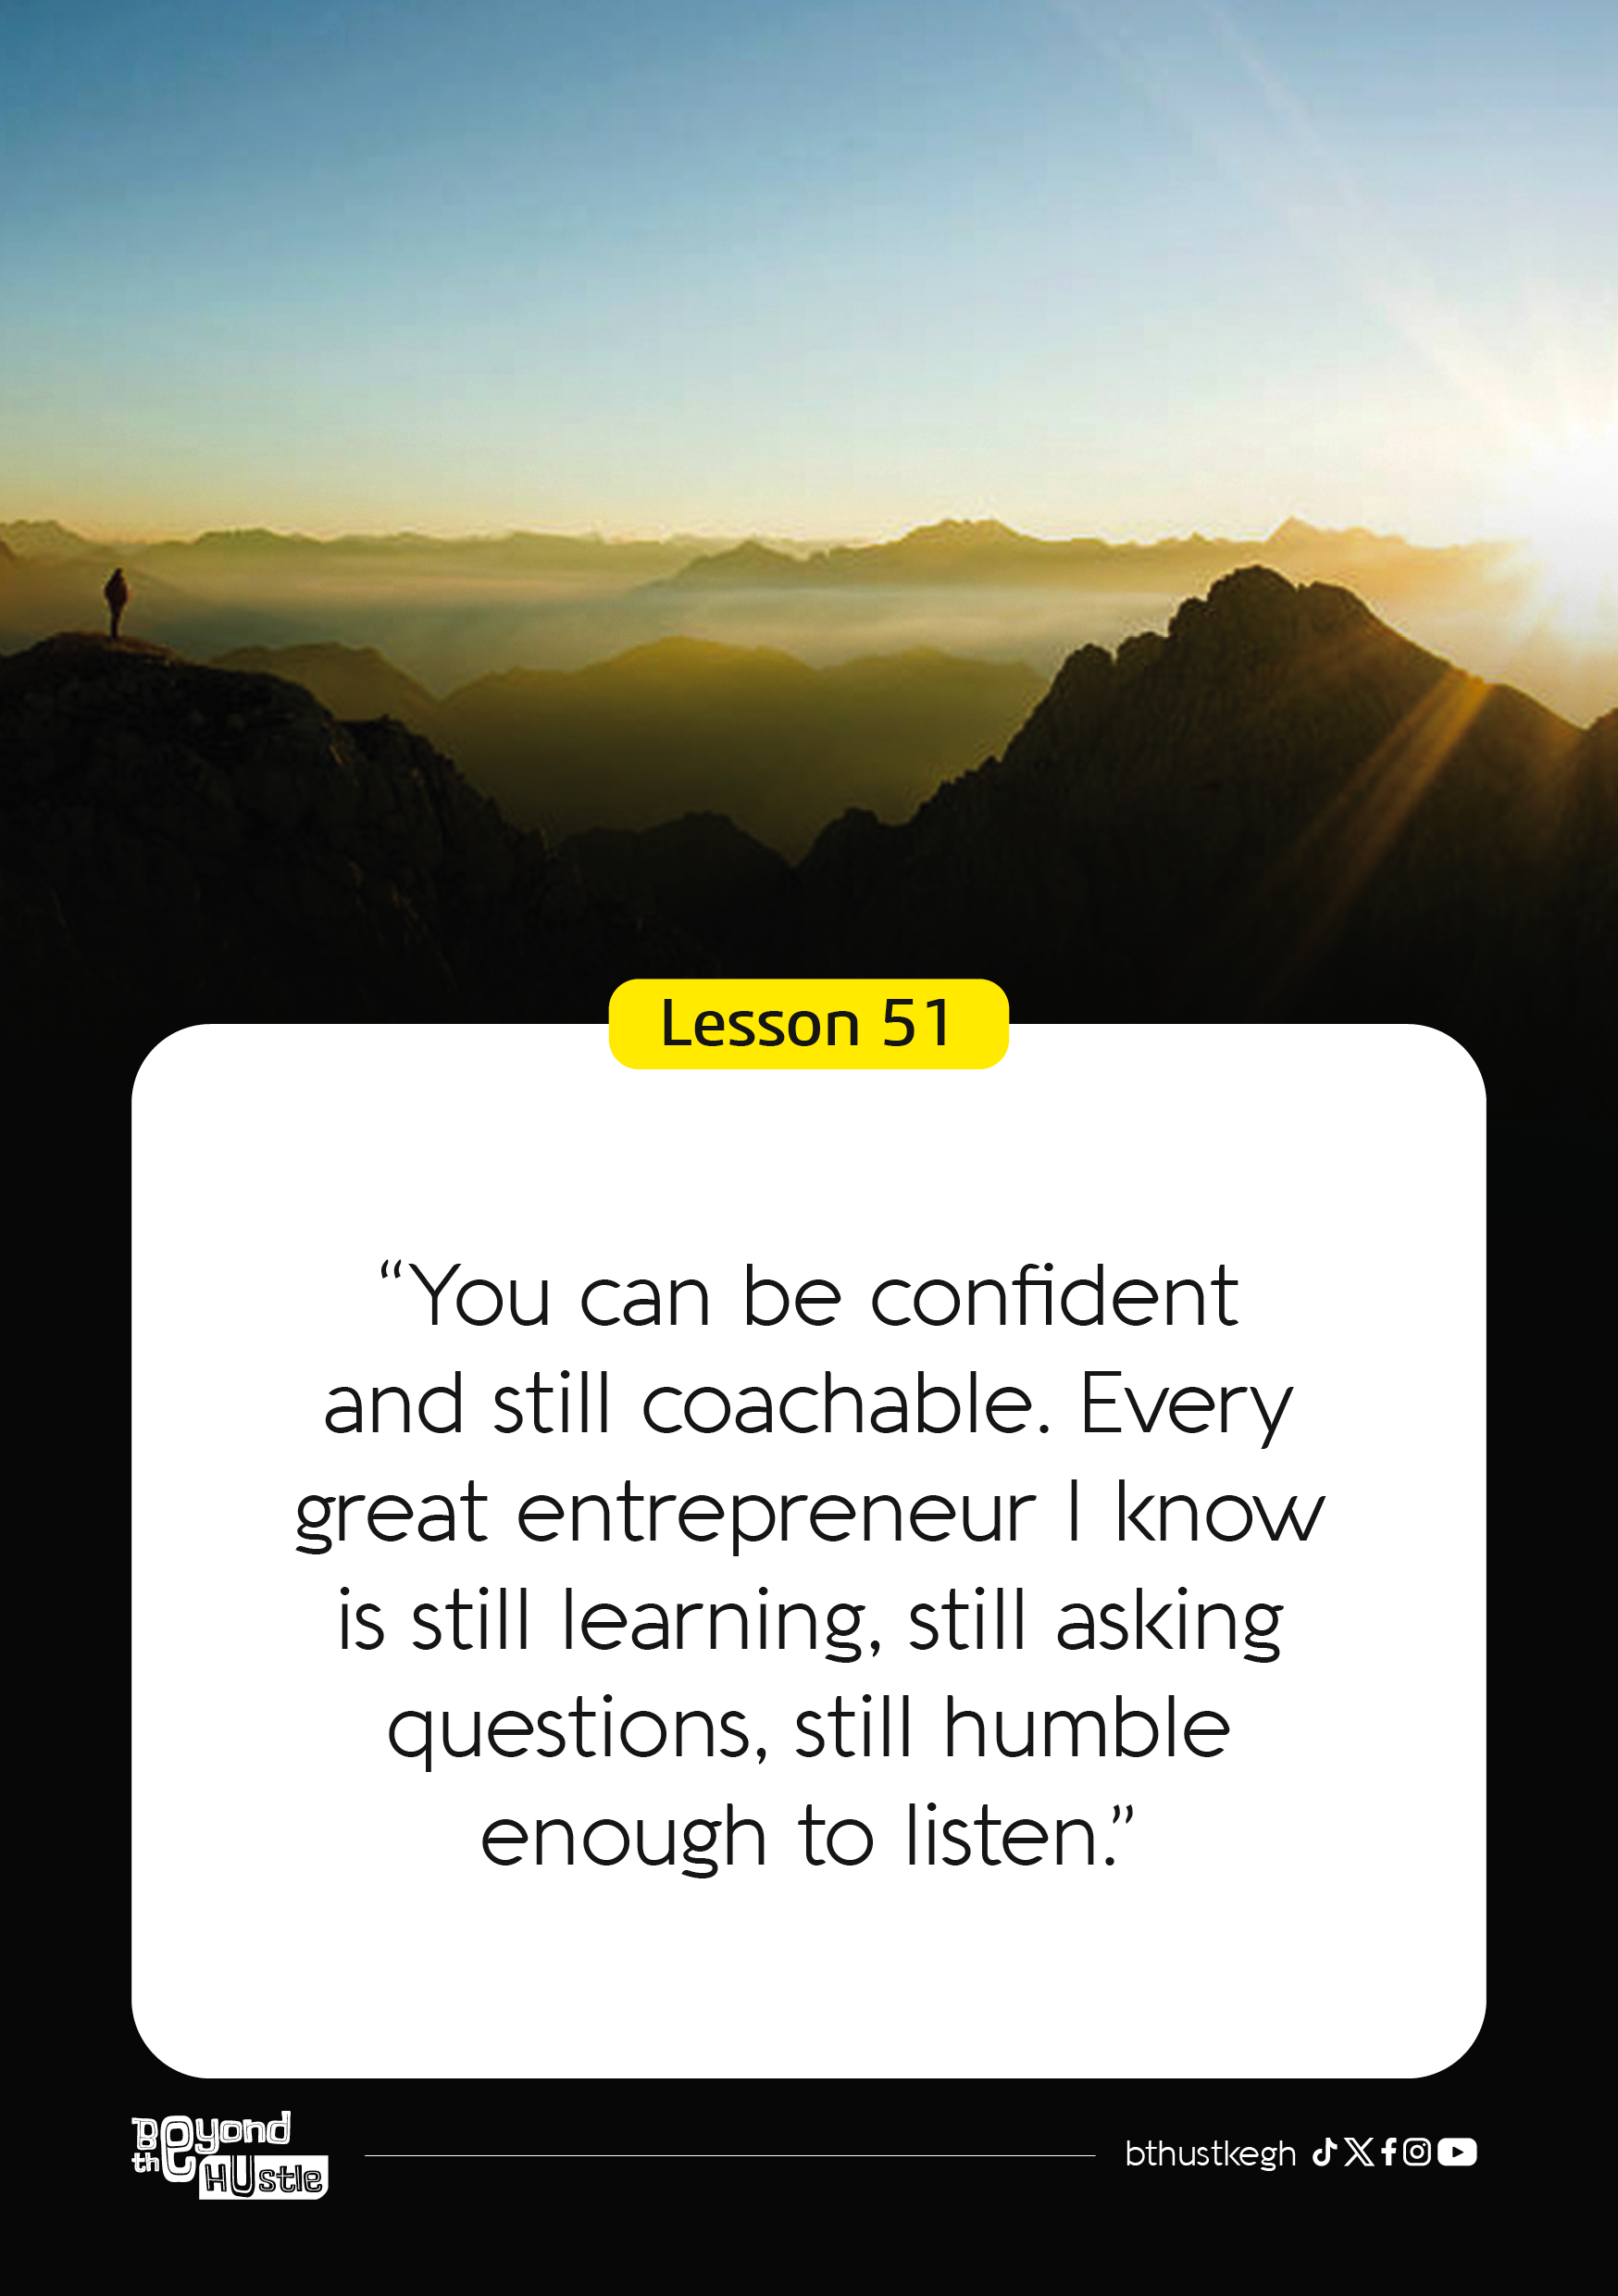 Lesson 51
“You can be confident
and still coachable. Every
great entrepreneur I know
is still learning, still asking
questions, still humble
enough to listen.”
Beyond
the
HUstle
bthustkegh